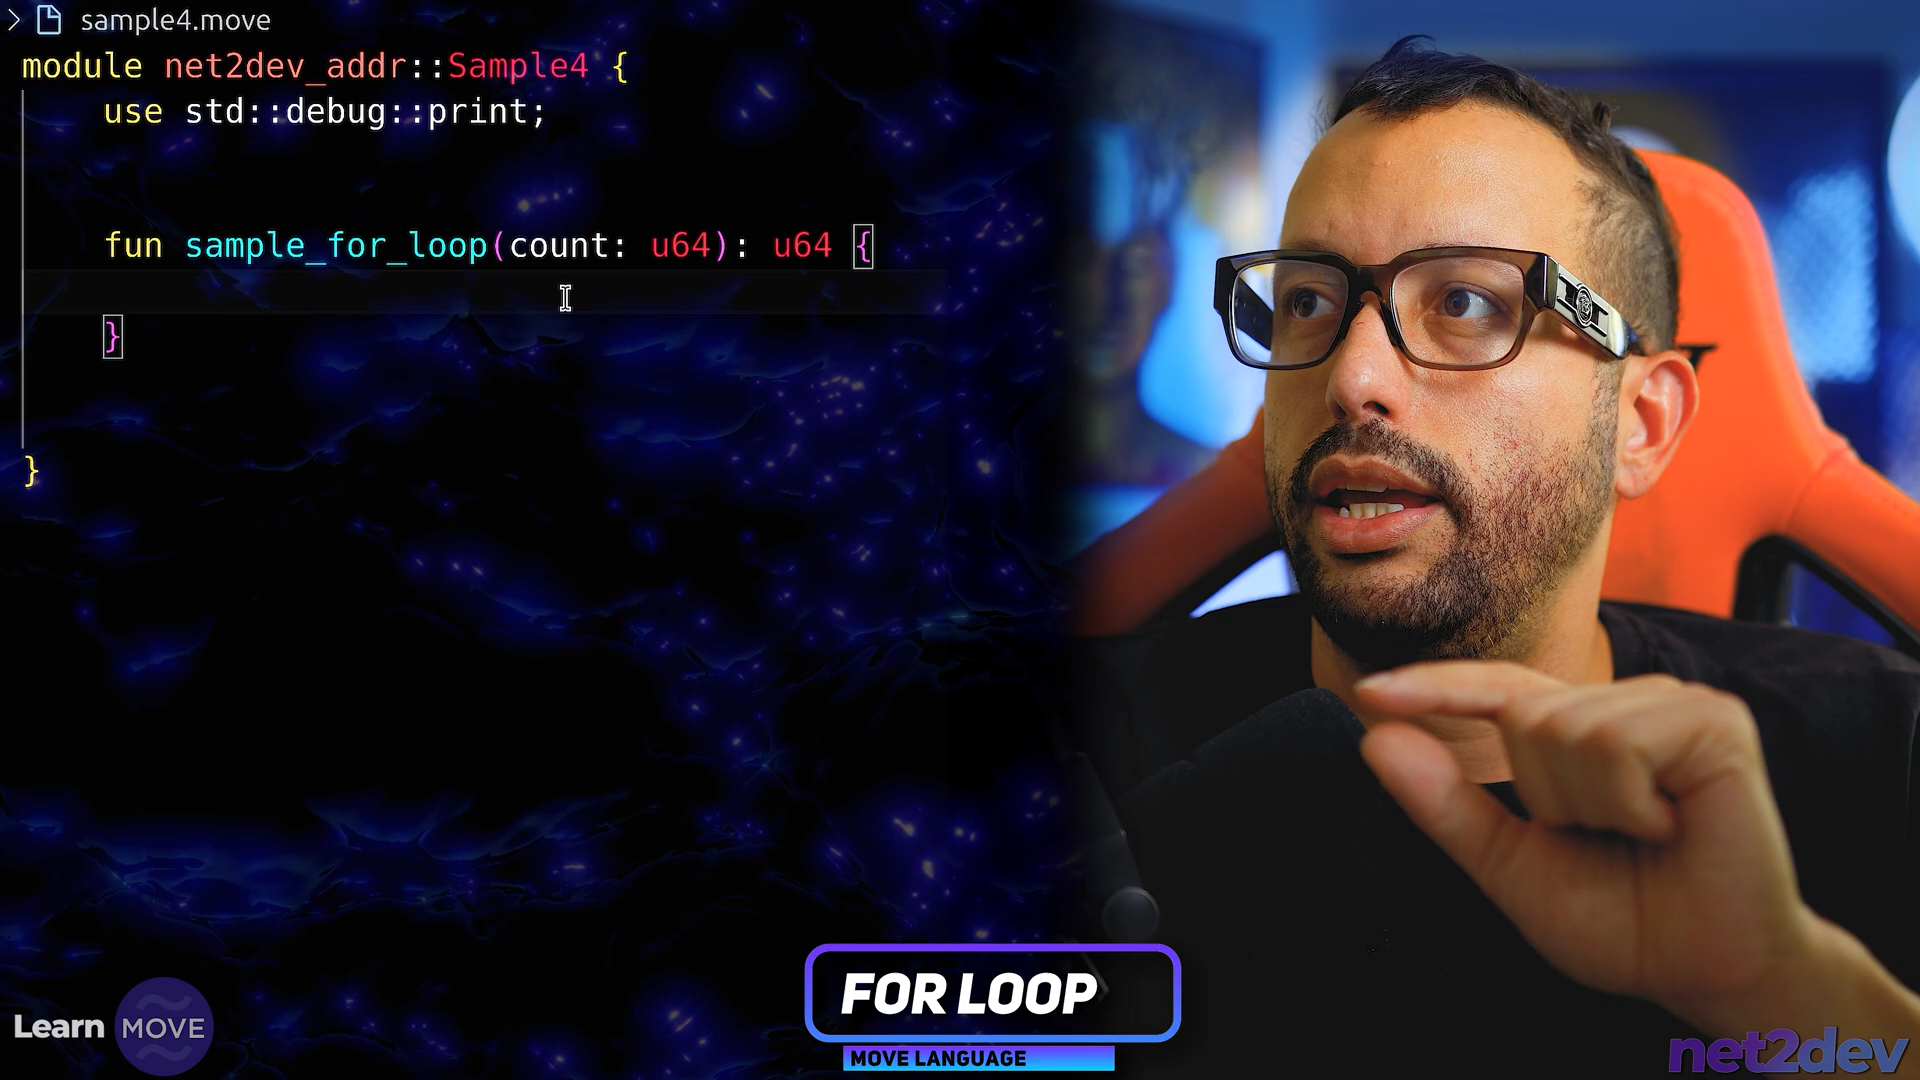 sample4.move
module net2dev_addr::Sample4 {
use std::debug::print;
fun sample_for_loop(count: u64): u64 {
}
}
FOR LOOP
MOVE LANGUAGE
Learn MOVE
net2dev